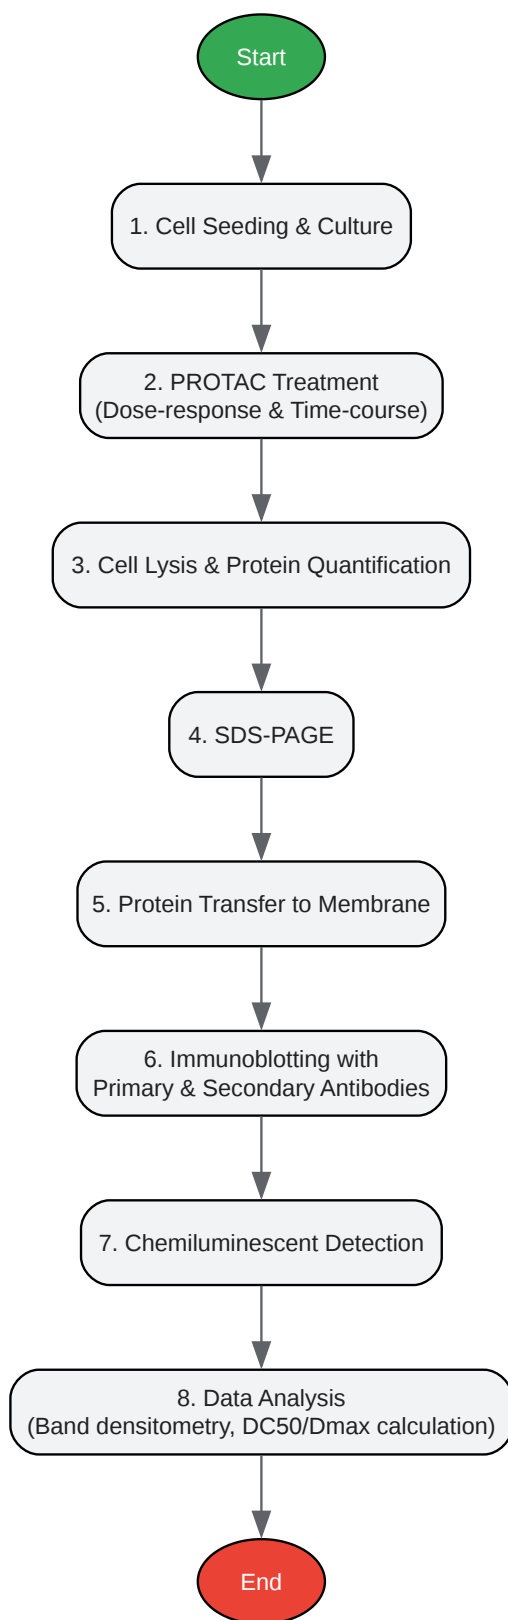 Start
1. Cell Seeding & Culture
2. PROTAC Treatment
(Dose-response & Time-course)
3. Cell Lysis & Protein Quantification
4. SDS-PAGE
5. Protein Transfer to Membrane
6. Immunoblotting with
Primary & Secondary Antibodies
7. Chemiluminescent Detection
8. Data Analysis
(Band densitometry, DC50/Dmax calculation)
End